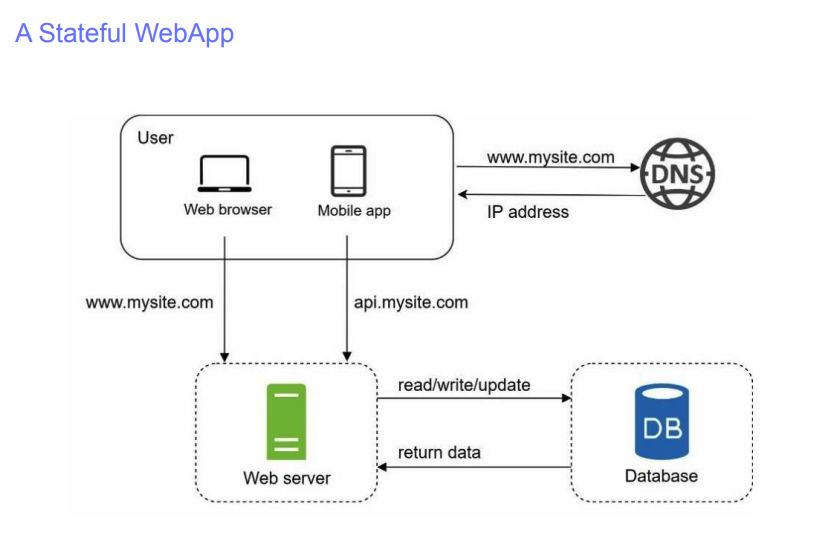 A Stateful WebApp
User
Web browser
Mobile app
www.mysite.com
DNS
IP address
www.mysite.com
api.mysite.com
read/write/update
DB
return data
Web server
Database